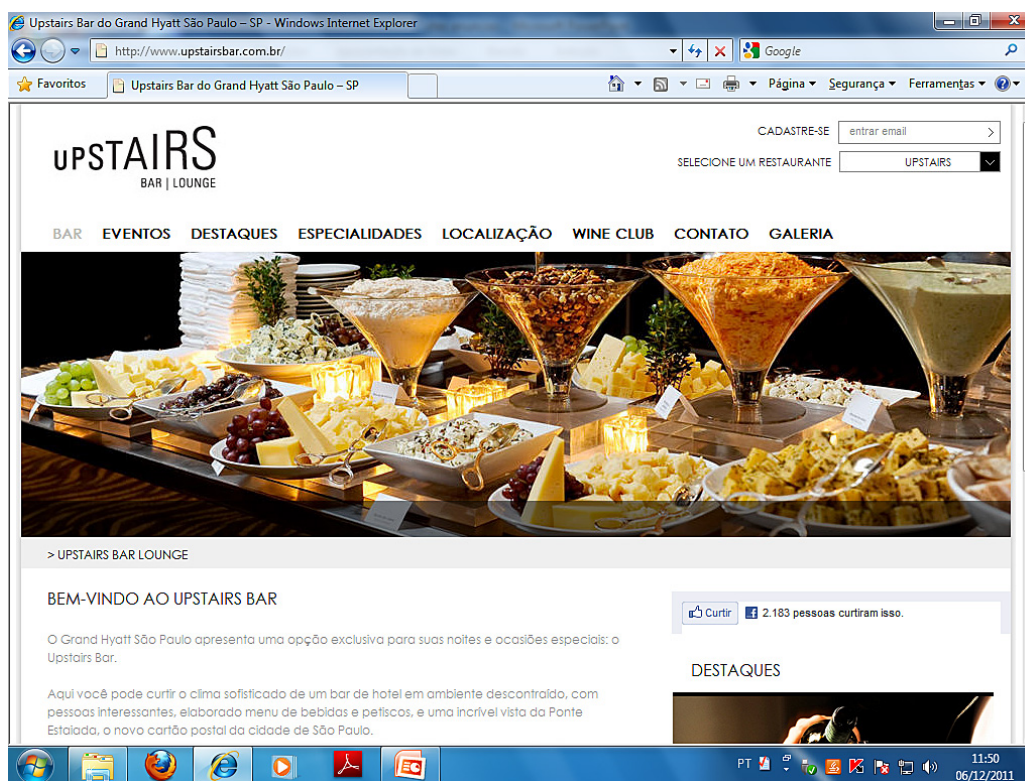 Upstairs Bar do Grand Hyatt São Paulo – SP - Windows Internet Explorer
http://www.upstairsbar.com.br/
Google
Favoritos
Upstairs Bar do Grand Hyatt São Paulo – SP
Página
Segurança
Ferramentas
UPSTAIRS
BAR | LOUNGE
CADASTRE-SE
entrar email
SELECIONE UM RESTAURANTE
UPSTAIRS
BAR EVENTOS DESTAQUES ESPECIALIDADES LOCALIZAÇÃO WINE CLUB CONTATO GALERIA
> UPSTAIRS BAR LOUNGE
BEM-VINDO AO UPSTAIRS BAR
O Grand Hyatt São Paulo apresenta uma opção exclusiva para suas noites e ocasiões especiais: o
Upstairs Bar.
Aqui você pode curtir o clima sofisticado de um bar de hotel em ambiente descontraído, com
pessoas interessantes, elaborado menu de bebidas e petiscos, e uma incrível vista da Ponte
Estaiada, o novo cartão postal da cidade de São Paulo.
Curtir
2.183 pessoas curtiram isso.
DESTAQUES
PT
11:50
06/12/2011